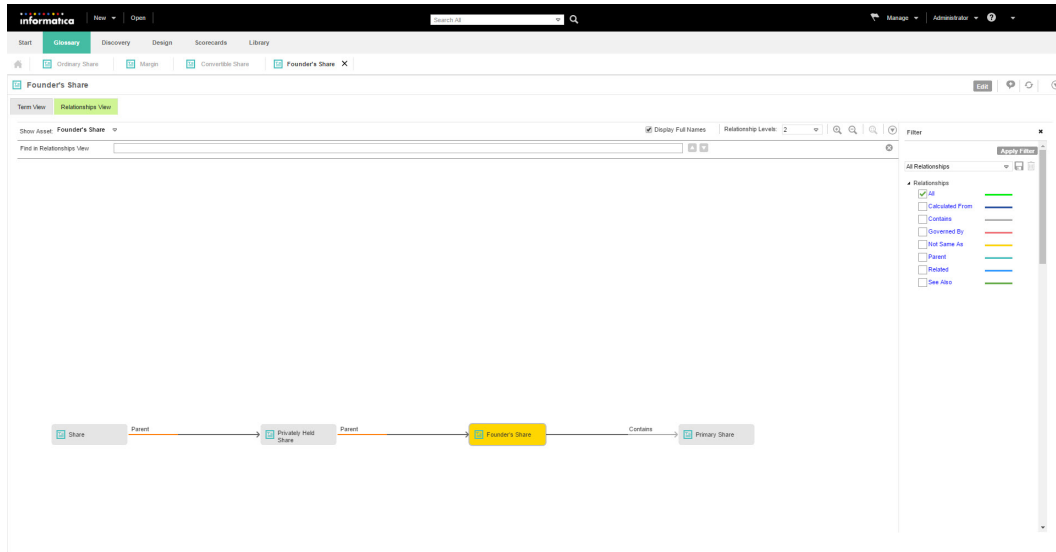 informatica New Open Search All Manage Administrator ?
Start Glossary Discovery Design Scorecards Library
Ordinary Share Margin Convertible Share Founder's Share X
Founder's Share Edit
Term View Relationships View
Show Asset: Founder's Share Display Full Names Relationship Levels: 2 Filter
Find in Relationships View
Apply Filter
All Relationships
Relationships
All
Calculated From
Contains
Governed By
Not Same As
Parent
Related
See Also
Share Parent Privately Held Share Parent Founder's Share Contains Primary Share